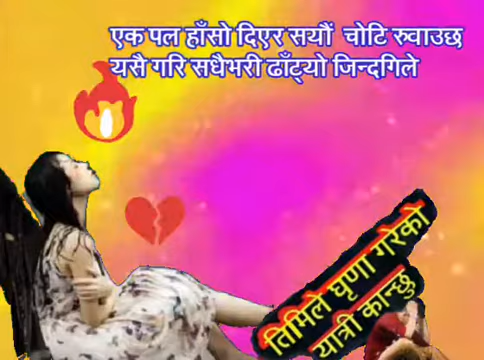 एक पल हाँसो दिएर सयौं चोटि रुवाउछ
यसै गरि सधैभरी ढाँट्यो जिन्दगिले
तिमिले घृणा गरेको
यात्री कान्छु